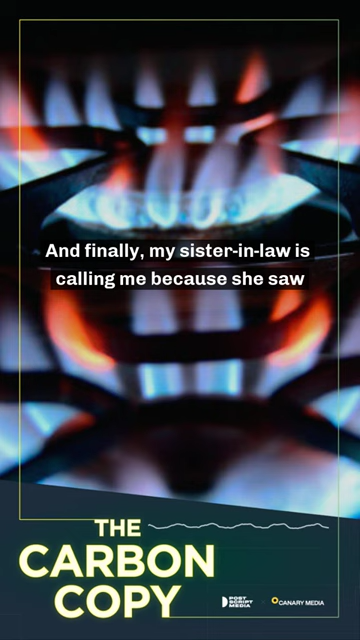 And finally, my sister-in-law is
calling me because she saw
THE
CARBON
COPY
POST
SCRIPT
MEDIA
CANARY MEDIA